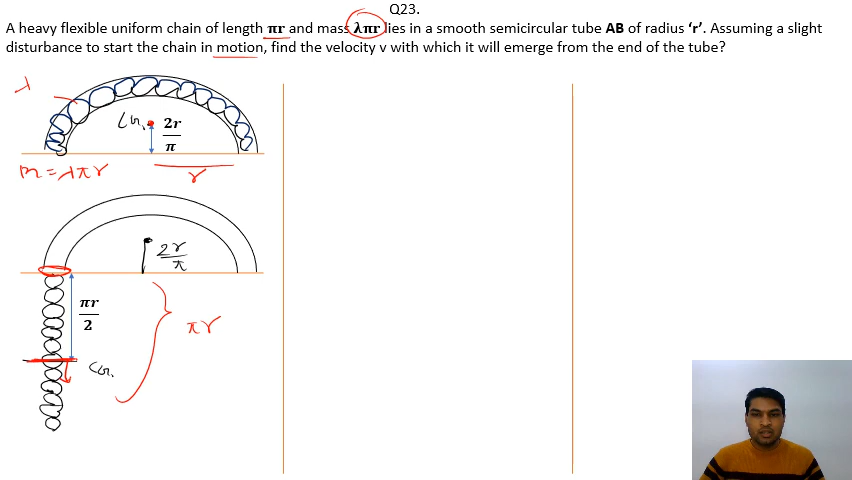 Q23.
A heavy flexible uniform chain of length πr and mass λπr lies in a smooth semicircular tube AB of radius ‘r’. Assuming a slight
disturbance to start the chain in motion, find the velocity v with which it will emerge from the end of the tube?
λ
2r
π
m = λπr
r
2r
π
πr
2
πr